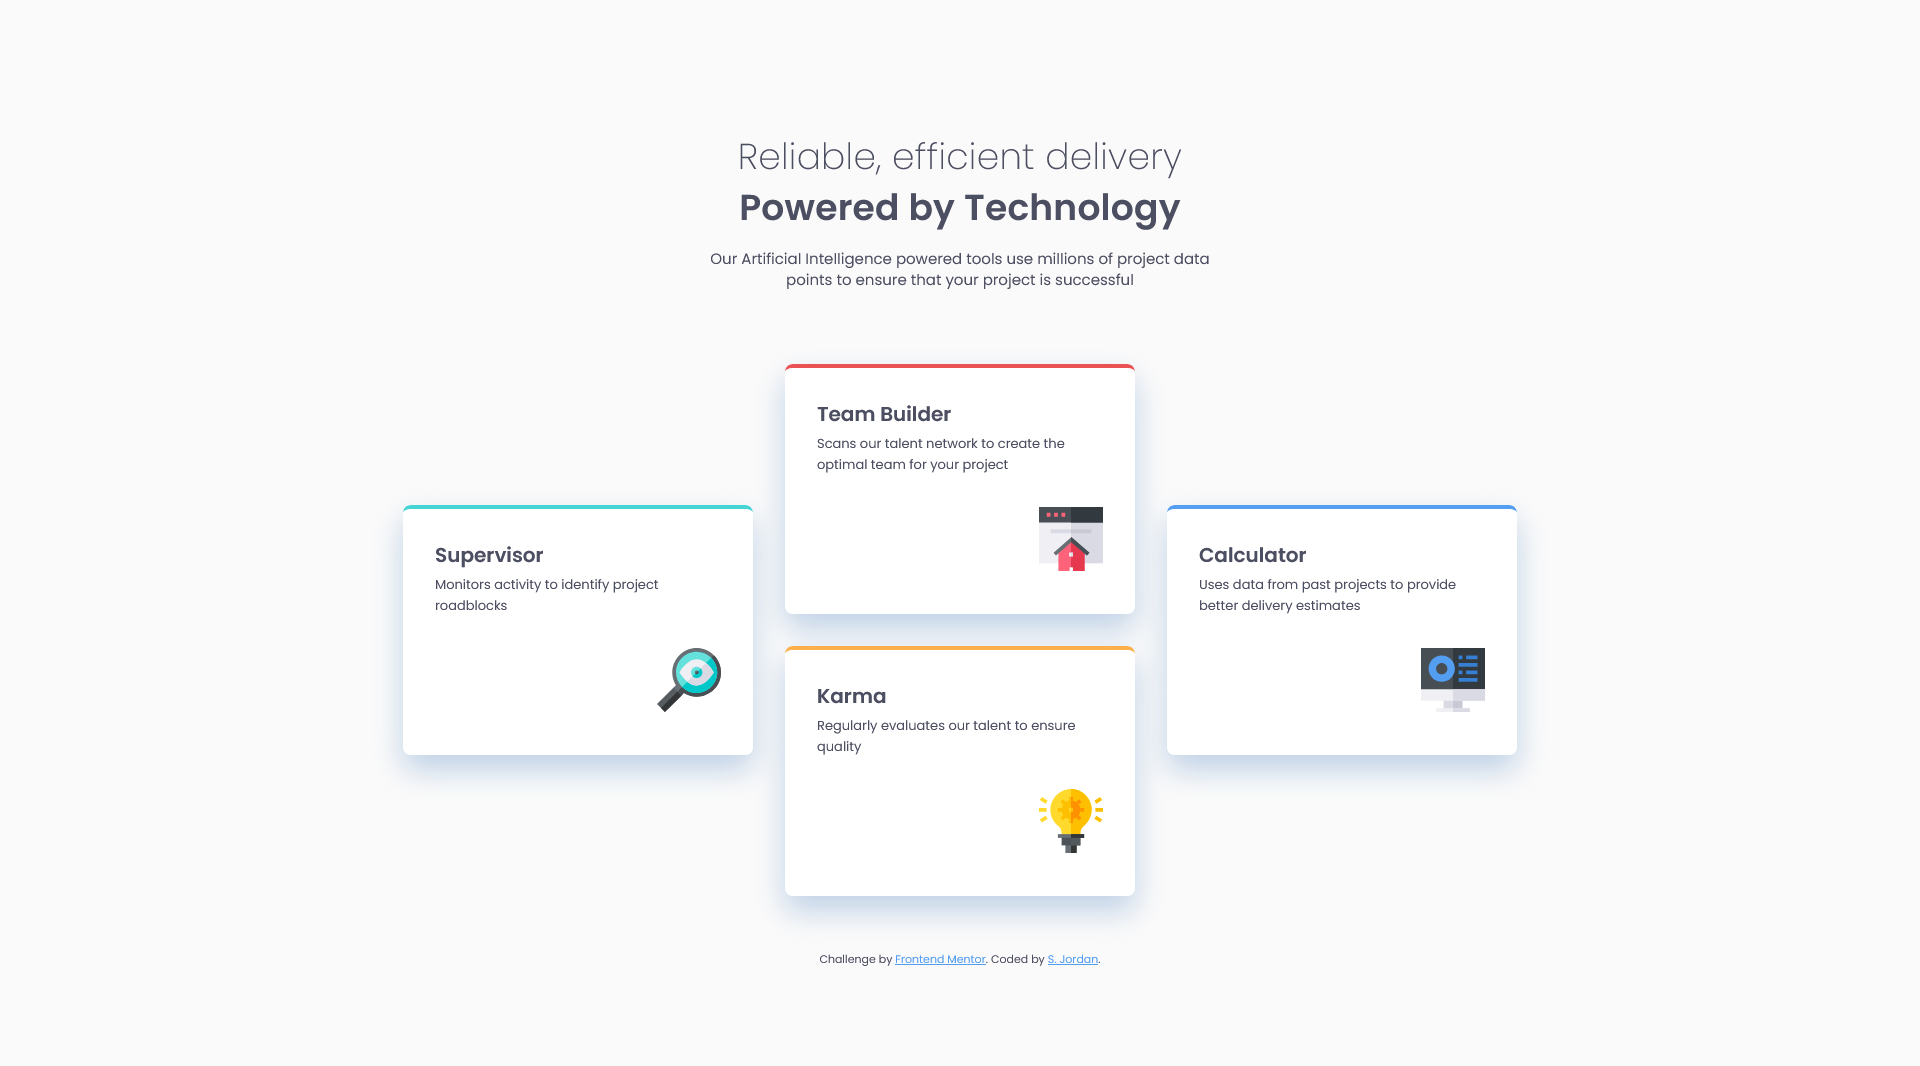 Reliable, efficient delivery
Powered by Technology
Our Artificial Intelligence powered tools use millions of project data
points to ensure that your project is successful
Supervisor
Monitors activity to identify project
roadblocks
Team Builder
Scans our talent network to create the
optimal team for your project
Karma
Regularly evaluates our talent to ensure
quality
Calculator
Uses data from past projects to provide
better delivery estimates
Challenge by Frontend Mentor. Coded by S. Jordan.